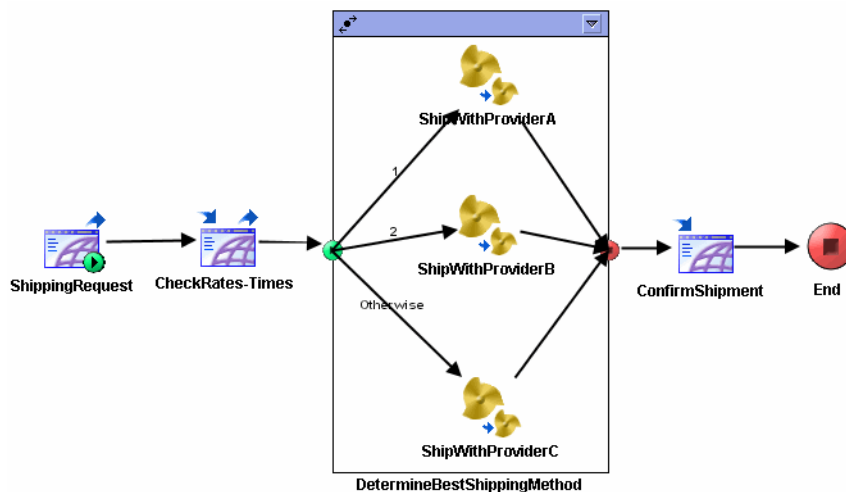 ShipWithProviderA
1
2
ShippingRequest
CheckRates-Times
ShipWithProviderB
ConfirmShipment
End
Otherwise
ShipWithProviderC
DetermineBestShippingMethod